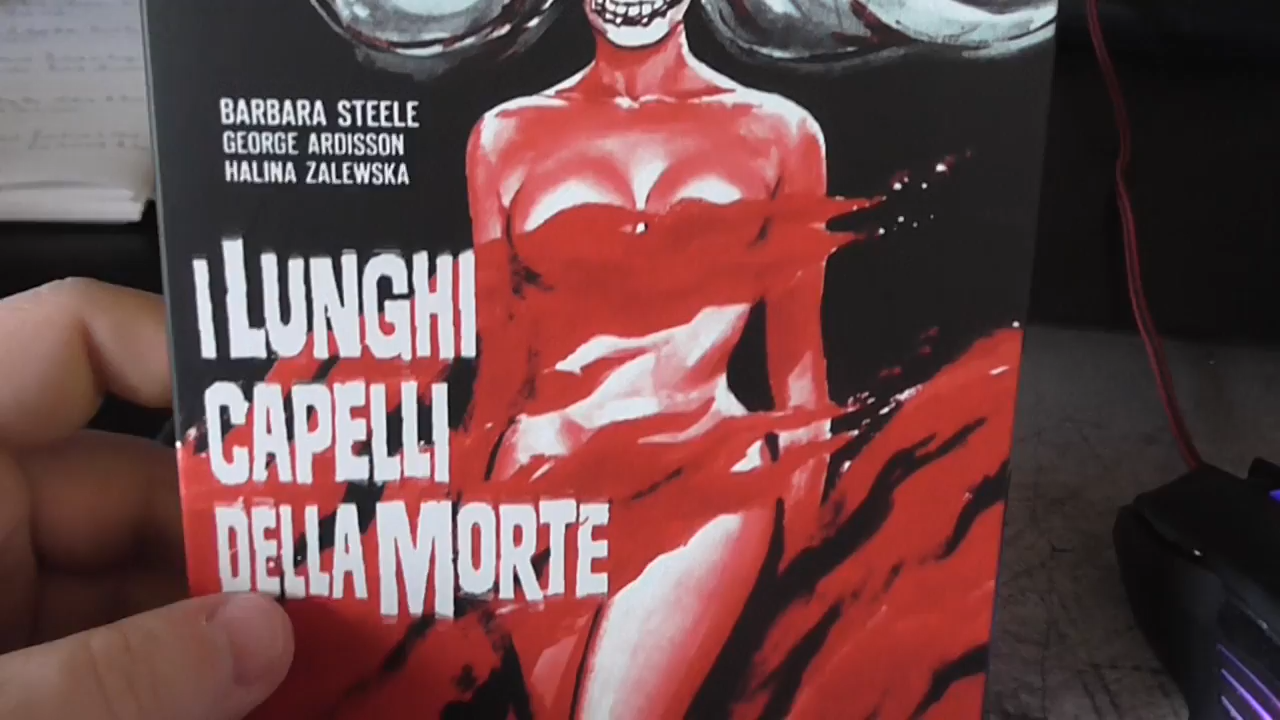 BARBARA STEELE
GEORGE ARDISSON
HALINA ZALEWSKA
I LUNGHI
CAPELLI
DELLA MORTE